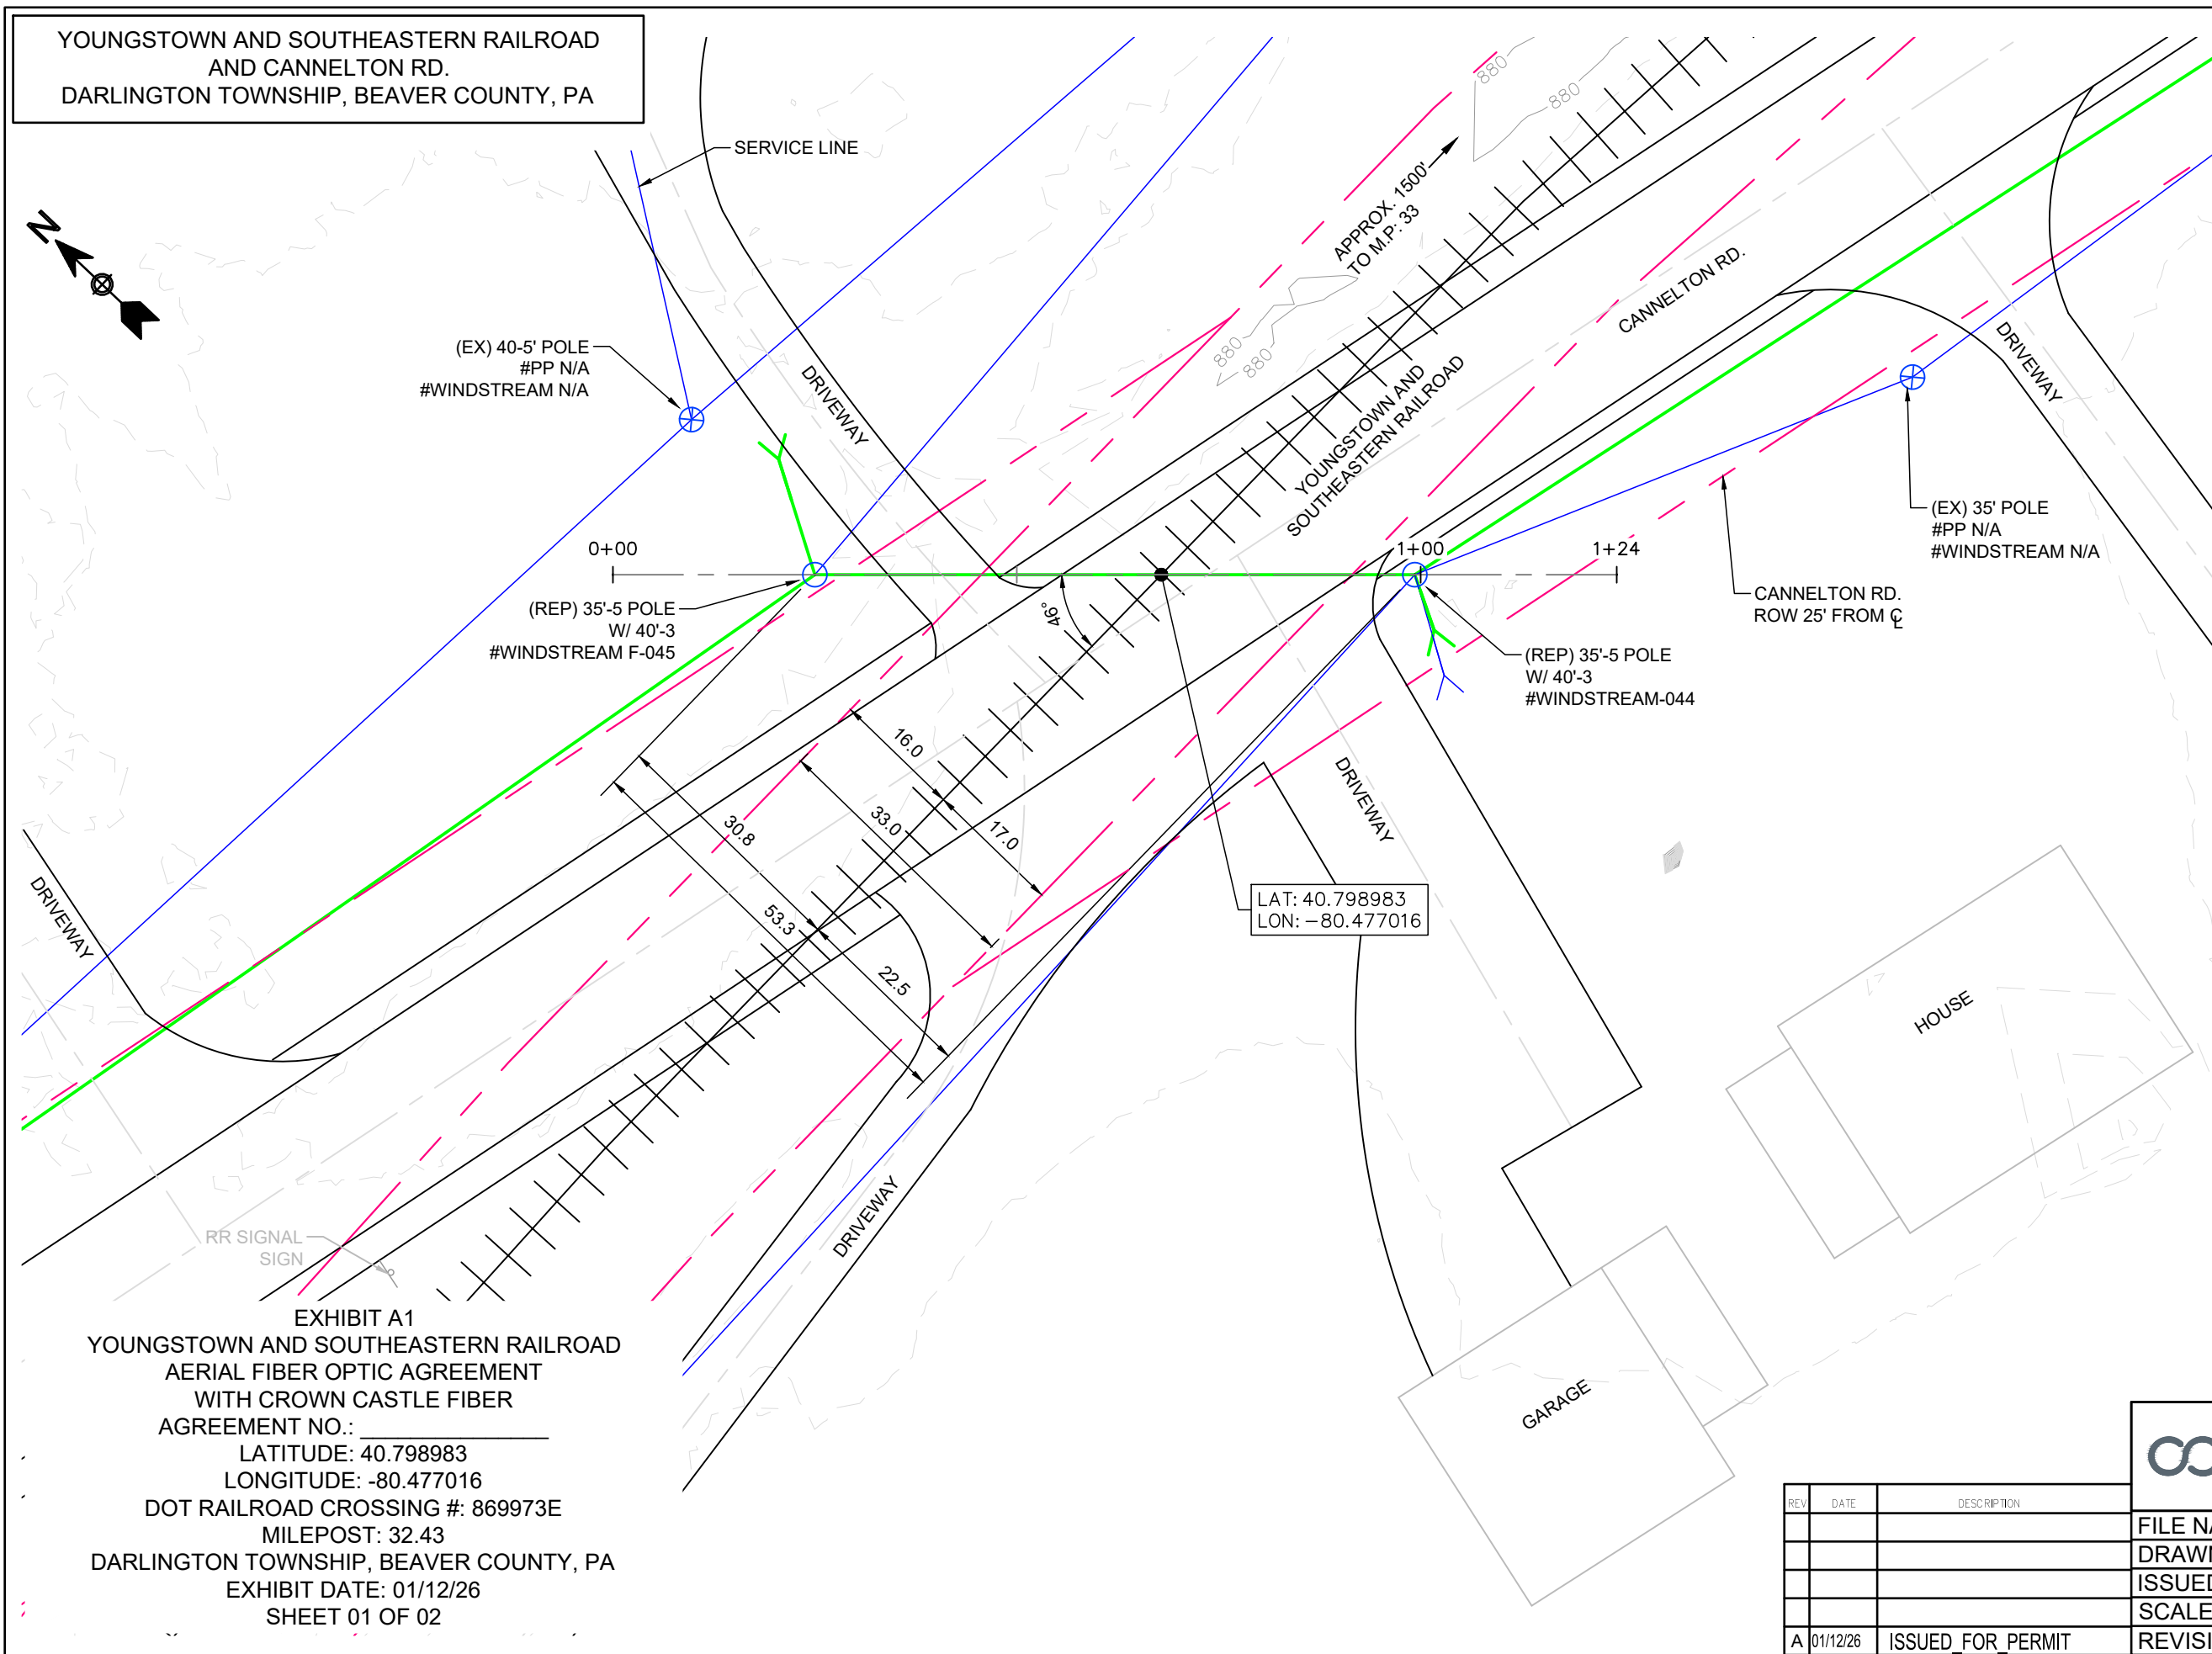 YOUNGSTOWN AND SOUTHEASTERN RAILROAD
AND CANNELTON RD.
DARLINGTON TOWNSHIP, BEAVER COUNTY, PA
SERVICE LINE
N
880
880
APPROX. 1500'
TO M.P: 33
CANNELTON RD.
(EX) 40-5' POLE
#PP N/A
#WINDSTREAM N/A
DRIVEWAY
880
880
YOUNGSTOWN AND
SOUTHEASTERN RAILROAD
DRIVEWAY
(EX) 35' POLE
#PP N/A
#WINDSTREAM N/A
0+00
1+00
1+24
(REP) 35'-5 POLE
W/ 40'-3
#WINDSTREAM F-045
46°
CANNELTON RD.
ROW 25' FROM ℄
(REP) 35'-5 POLE
W/ 40'-3
#WINDSTREAM-044
16.0
33.0
17.0
30.8
53.3
22.5
DRIVEWAY
DRIVEWAY
LAT: 40.798983
LON: -80.477016
HOUSE
DRIVEWAY
GARAGE
RR SIGNAL
SIGN
EXHIBIT A1
YOUNGSTOWN AND SOUTHEASTERN RAILROAD
AERIAL FIBER OPTIC AGREEMENT
WITH CROWN CASTLE FIBER
AGREEMENT NO.: _______________
LATITUDE: 40.798983
LONGITUDE: -80.477016
DOT RAILROAD CROSSING #: 869973E
MILEPOST: 32.43
DARLINGTON TOWNSHIP, BEAVER COUNTY, PA
EXHIBIT DATE: 01/12/26
SHEET 01 OF 02
REV DATE DESCRIPTION
A 01/12/26 ISSUED_FOR_PERMIT
FILE
DRAW
ISSUED
SCALE
REVISI